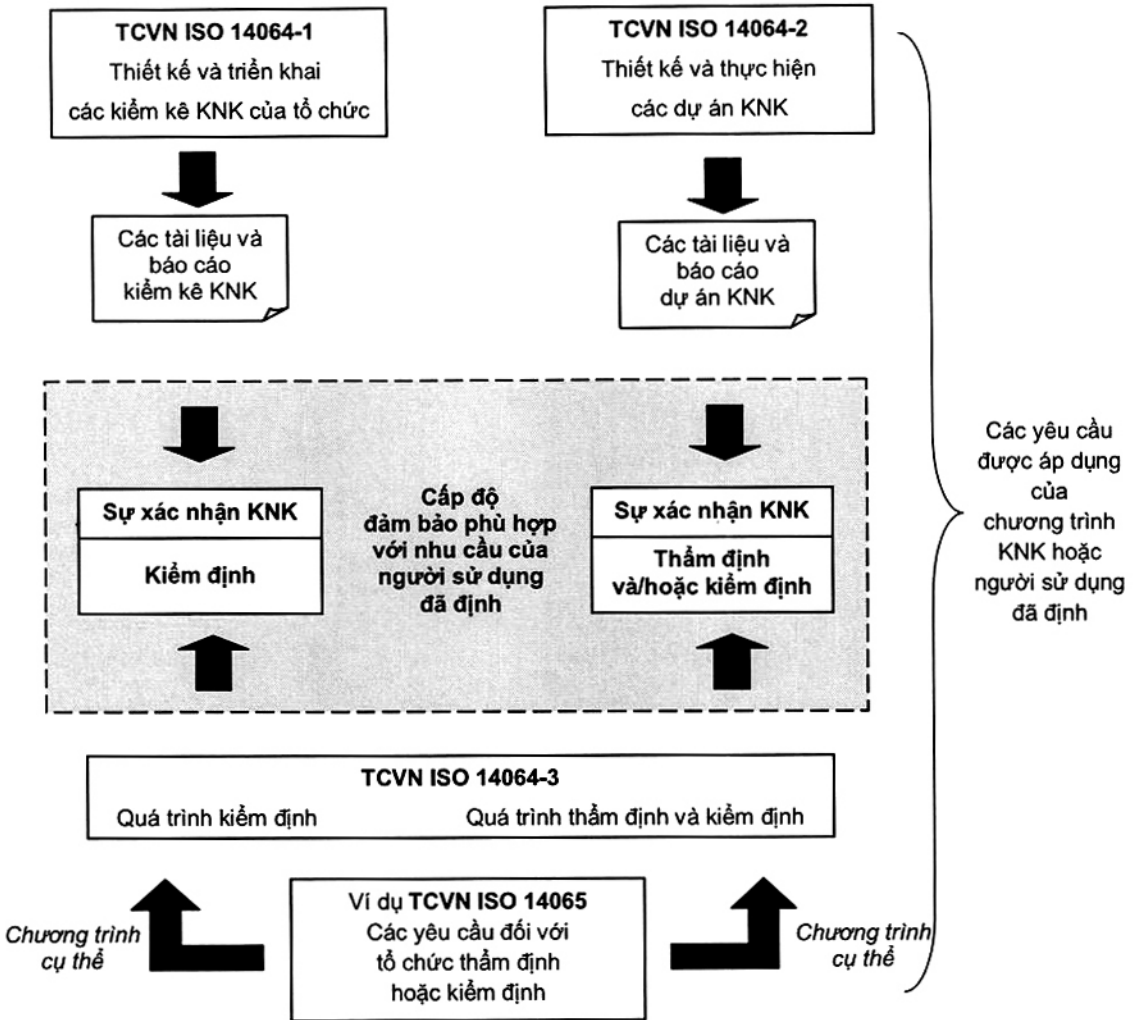 TCVN ISO 14064-1
Thiết kế và triển khai
các kiểm kê KNK của tổ chức
TCVN ISO 14064-2
Thiết kế và thực hiện
các dự án KNK
Các tài liệu và
báo cáo
kiểm kê KNK
Các tài liệu và
báo cáo
dự án KNK
Sự xác nhận KNK
Kiểm định
Cấp độ
đảm bảo phù hợp
với nhu cầu của
người sử dụng
đã định
Sự xác nhận KNK
Thẩm định
và/hoặc kiểm định
Các yêu cầu
được áp dụng
của
chương trình
KNK hoặc
người sử dụng
đã định
TCVN ISO 14064-3
Quá trình kiểm định
Quá trình thẩm định và kiểm định
Chương trình
cụ thể
Ví dụ TCVN ISO 14065
Các yêu cầu đối với
tổ chức thẩm định
hoặc kiểm định
Chương trình
cụ thể